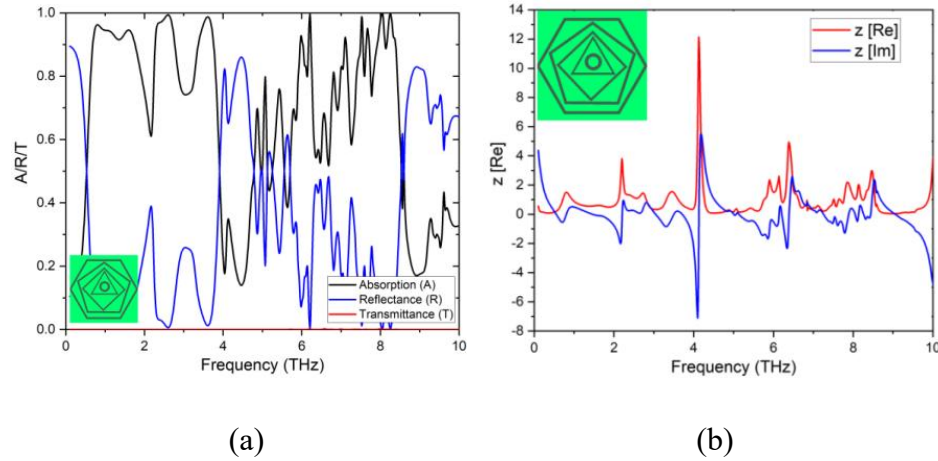 A/R/T
1.0
0.8
0.6
0.4
0.2
0.0
Absorption (A)
Reflectance (R)
Transmittance (T)
0 2 4 6 8 10
Frequency (THz)
(a)
z [Re]
14
12
10
8
6
4
2
0
-2
-4
-6
-8
z [Re]
z [Im]
0 2 4 6 8 10
Frequency (THz)
(b)